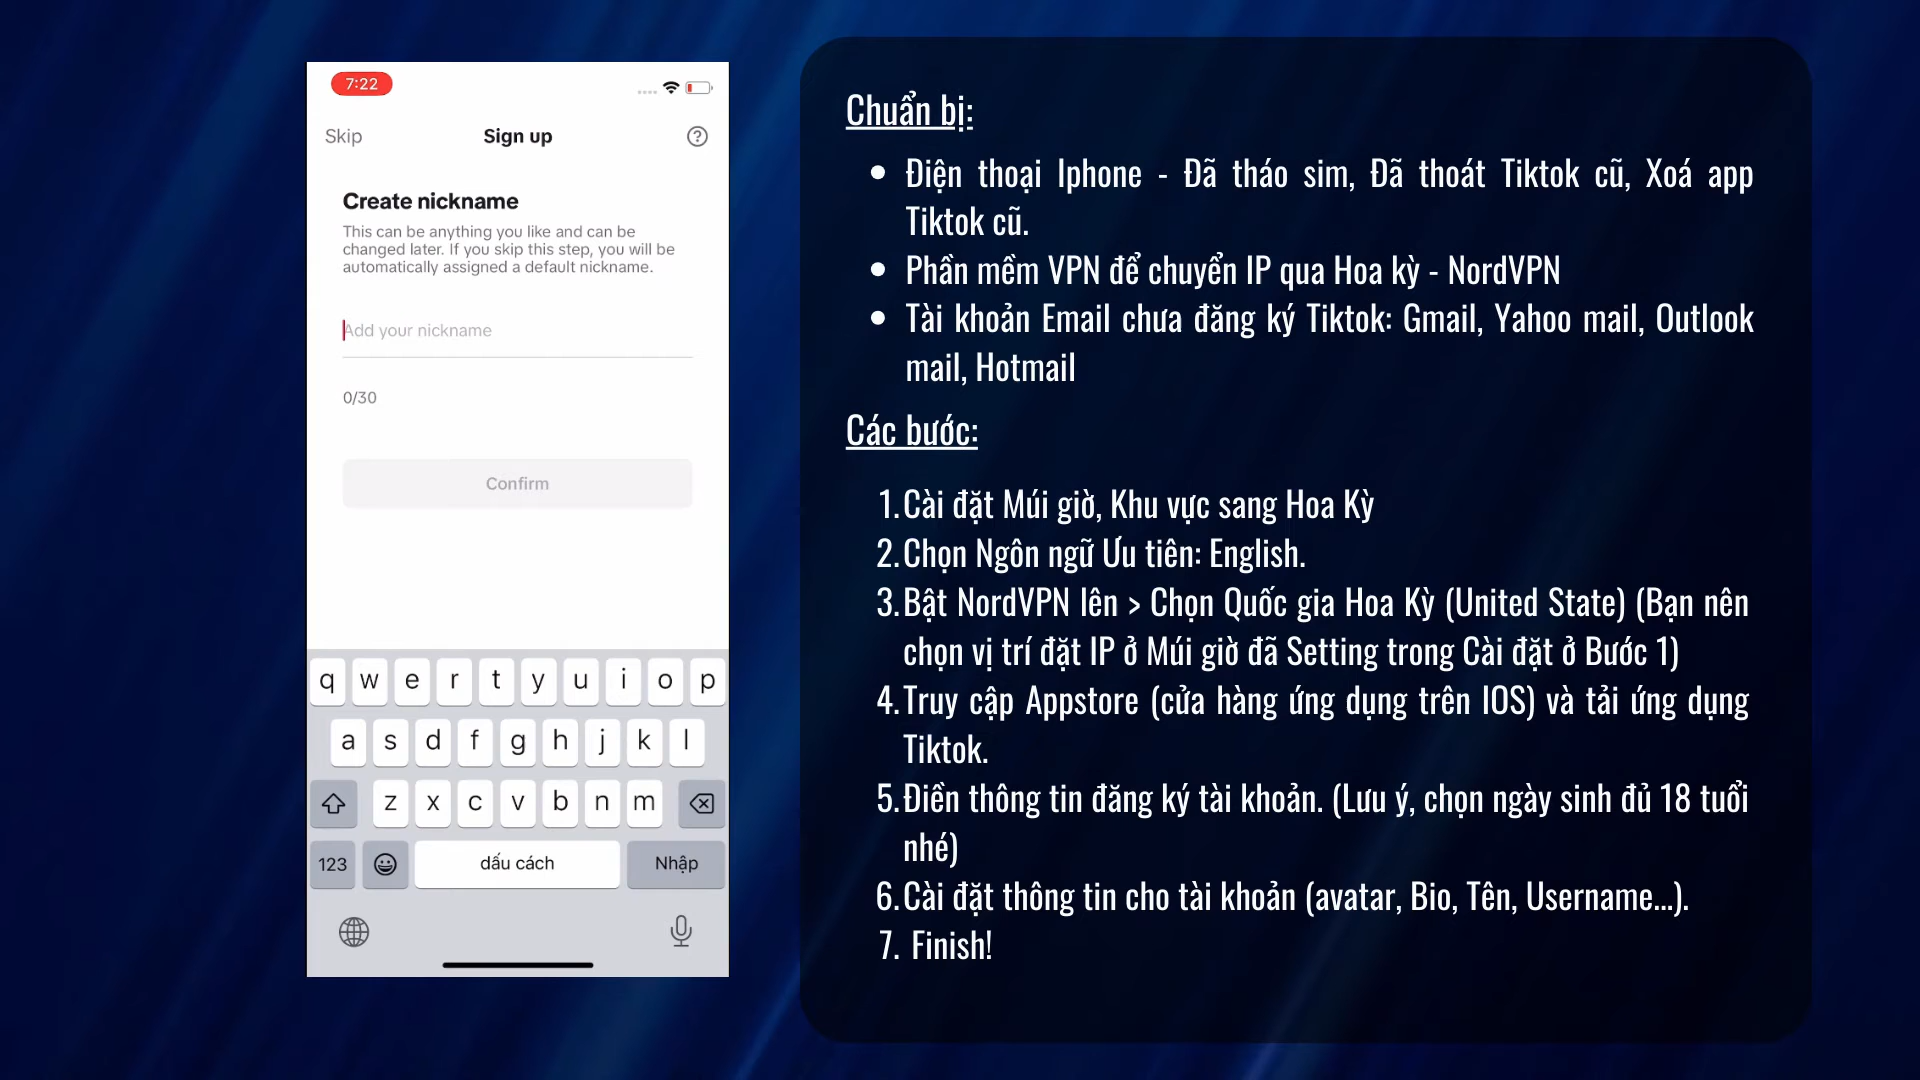 7:22
Skip
Sign up
Create nickname
This can be anything you like and can be
changed later. If you skip this step, you will be
automatically assigned a default nickname.
Add your nickname
0/30
Confirm
q w e r t y u i o p
a s d f g h j k l
z x c v b n m
123
dấu cách
Nhập
Chuẩn bị:
• Điện thoại Iphone - Đã tháo sim, Đã thoát Tiktok cũ, Xoá app
Tiktok cũ.
• Phần mềm VPN để chuyển IP qua Hoa kỳ - NordVPN
• Tài khoản Email chưa đăng ký Tiktok: Gmail, Yahoo mail, Outlook
mail, Hotmail
Các bước:
1. Cài đặt Múi giờ, Khu vực sang Hoa Kỳ
2. Chọn Ngôn ngữ Ưu tiên: English.
3. Bật NordVPN lên > Chọn Quốc gia Hoa Kỳ (United State) (Bạn nên
chọn vị trí đặt IP ở Múi giờ đã Setting trong Cài đặt ở Bước 1)
4. Truy cập Appstore (cửa hàng ứng dụng trên IOS) và tải ứng dụng
Tiktok.
5. Điền thông tin đăng ký tài khoản. (Lưu ý, chọn ngày sinh đủ 18 tuổi
nhé)
6. Cài đặt thông tin cho tài khoản (avatar, Bio, Tên, Username...).
7. Finish!